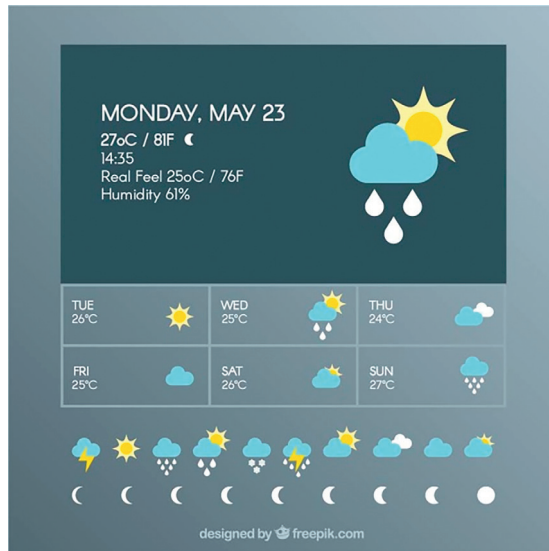 MONDAY, MAY 23
27oC / 81F
14:35
Real Feel 25oC / 76F
Humidity 61%
TUE
26°C
WED
25°C
THU
24°C
FRI
25°C
SAT
26°C
SUN
27°C
designed by freepik.com